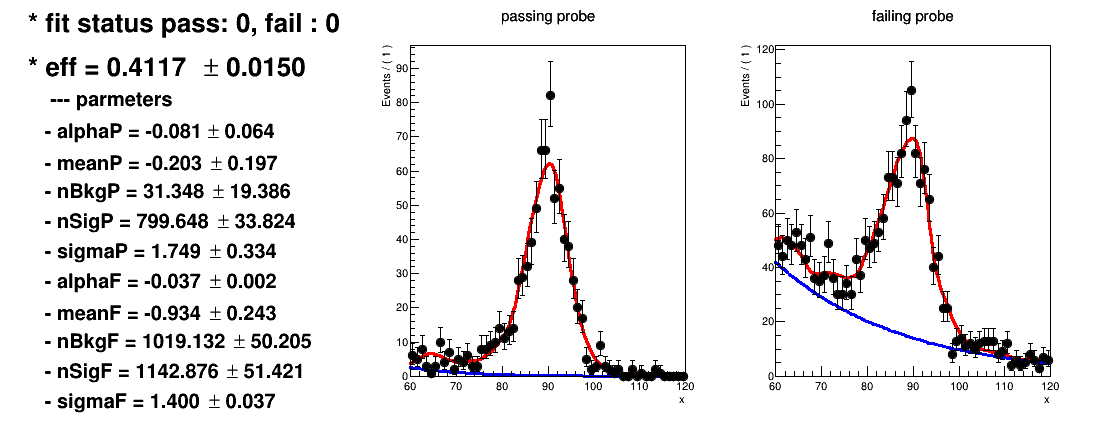 * fit status pass: 0, fail : 0
* eff = 0.4117 ± 0.0150
--- parmeters
- alphaP = -0.081 ± 0.064
- meanP = -0.203 ± 0.197
- nBkgP = 31.348 ± 19.386
- nSigP = 799.648 ± 33.824
- sigmaP = 1.749 ± 0.334
- alphaF = -0.037 ± 0.002
- meanF = -0.934 ± 0.243
- nBkgF = 1019.132 ± 50.205
- nSigF = 1142.876 ± 51.421
- sigmaF = 1.400 ± 0.037
passing probe
Events / ( 1 )
90
80
70
60
50
40
30
20
10
0
60 70 80 90 100 110 120
x
failing probe
Events / ( 1 )
120
100
80
60
40
20
0
60 70 80 90 100 110 120
x